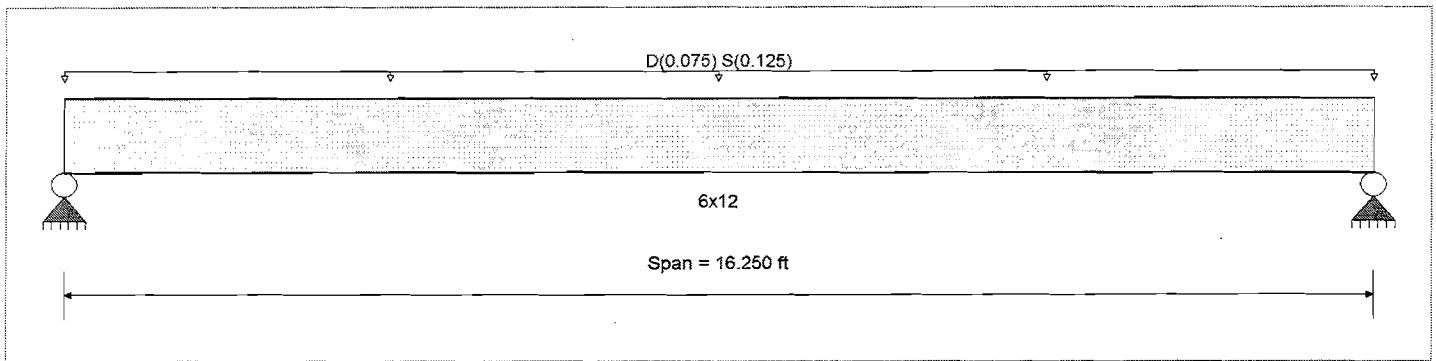 D(0.075) S(0.125)
6x12
Span = 16.250 ft